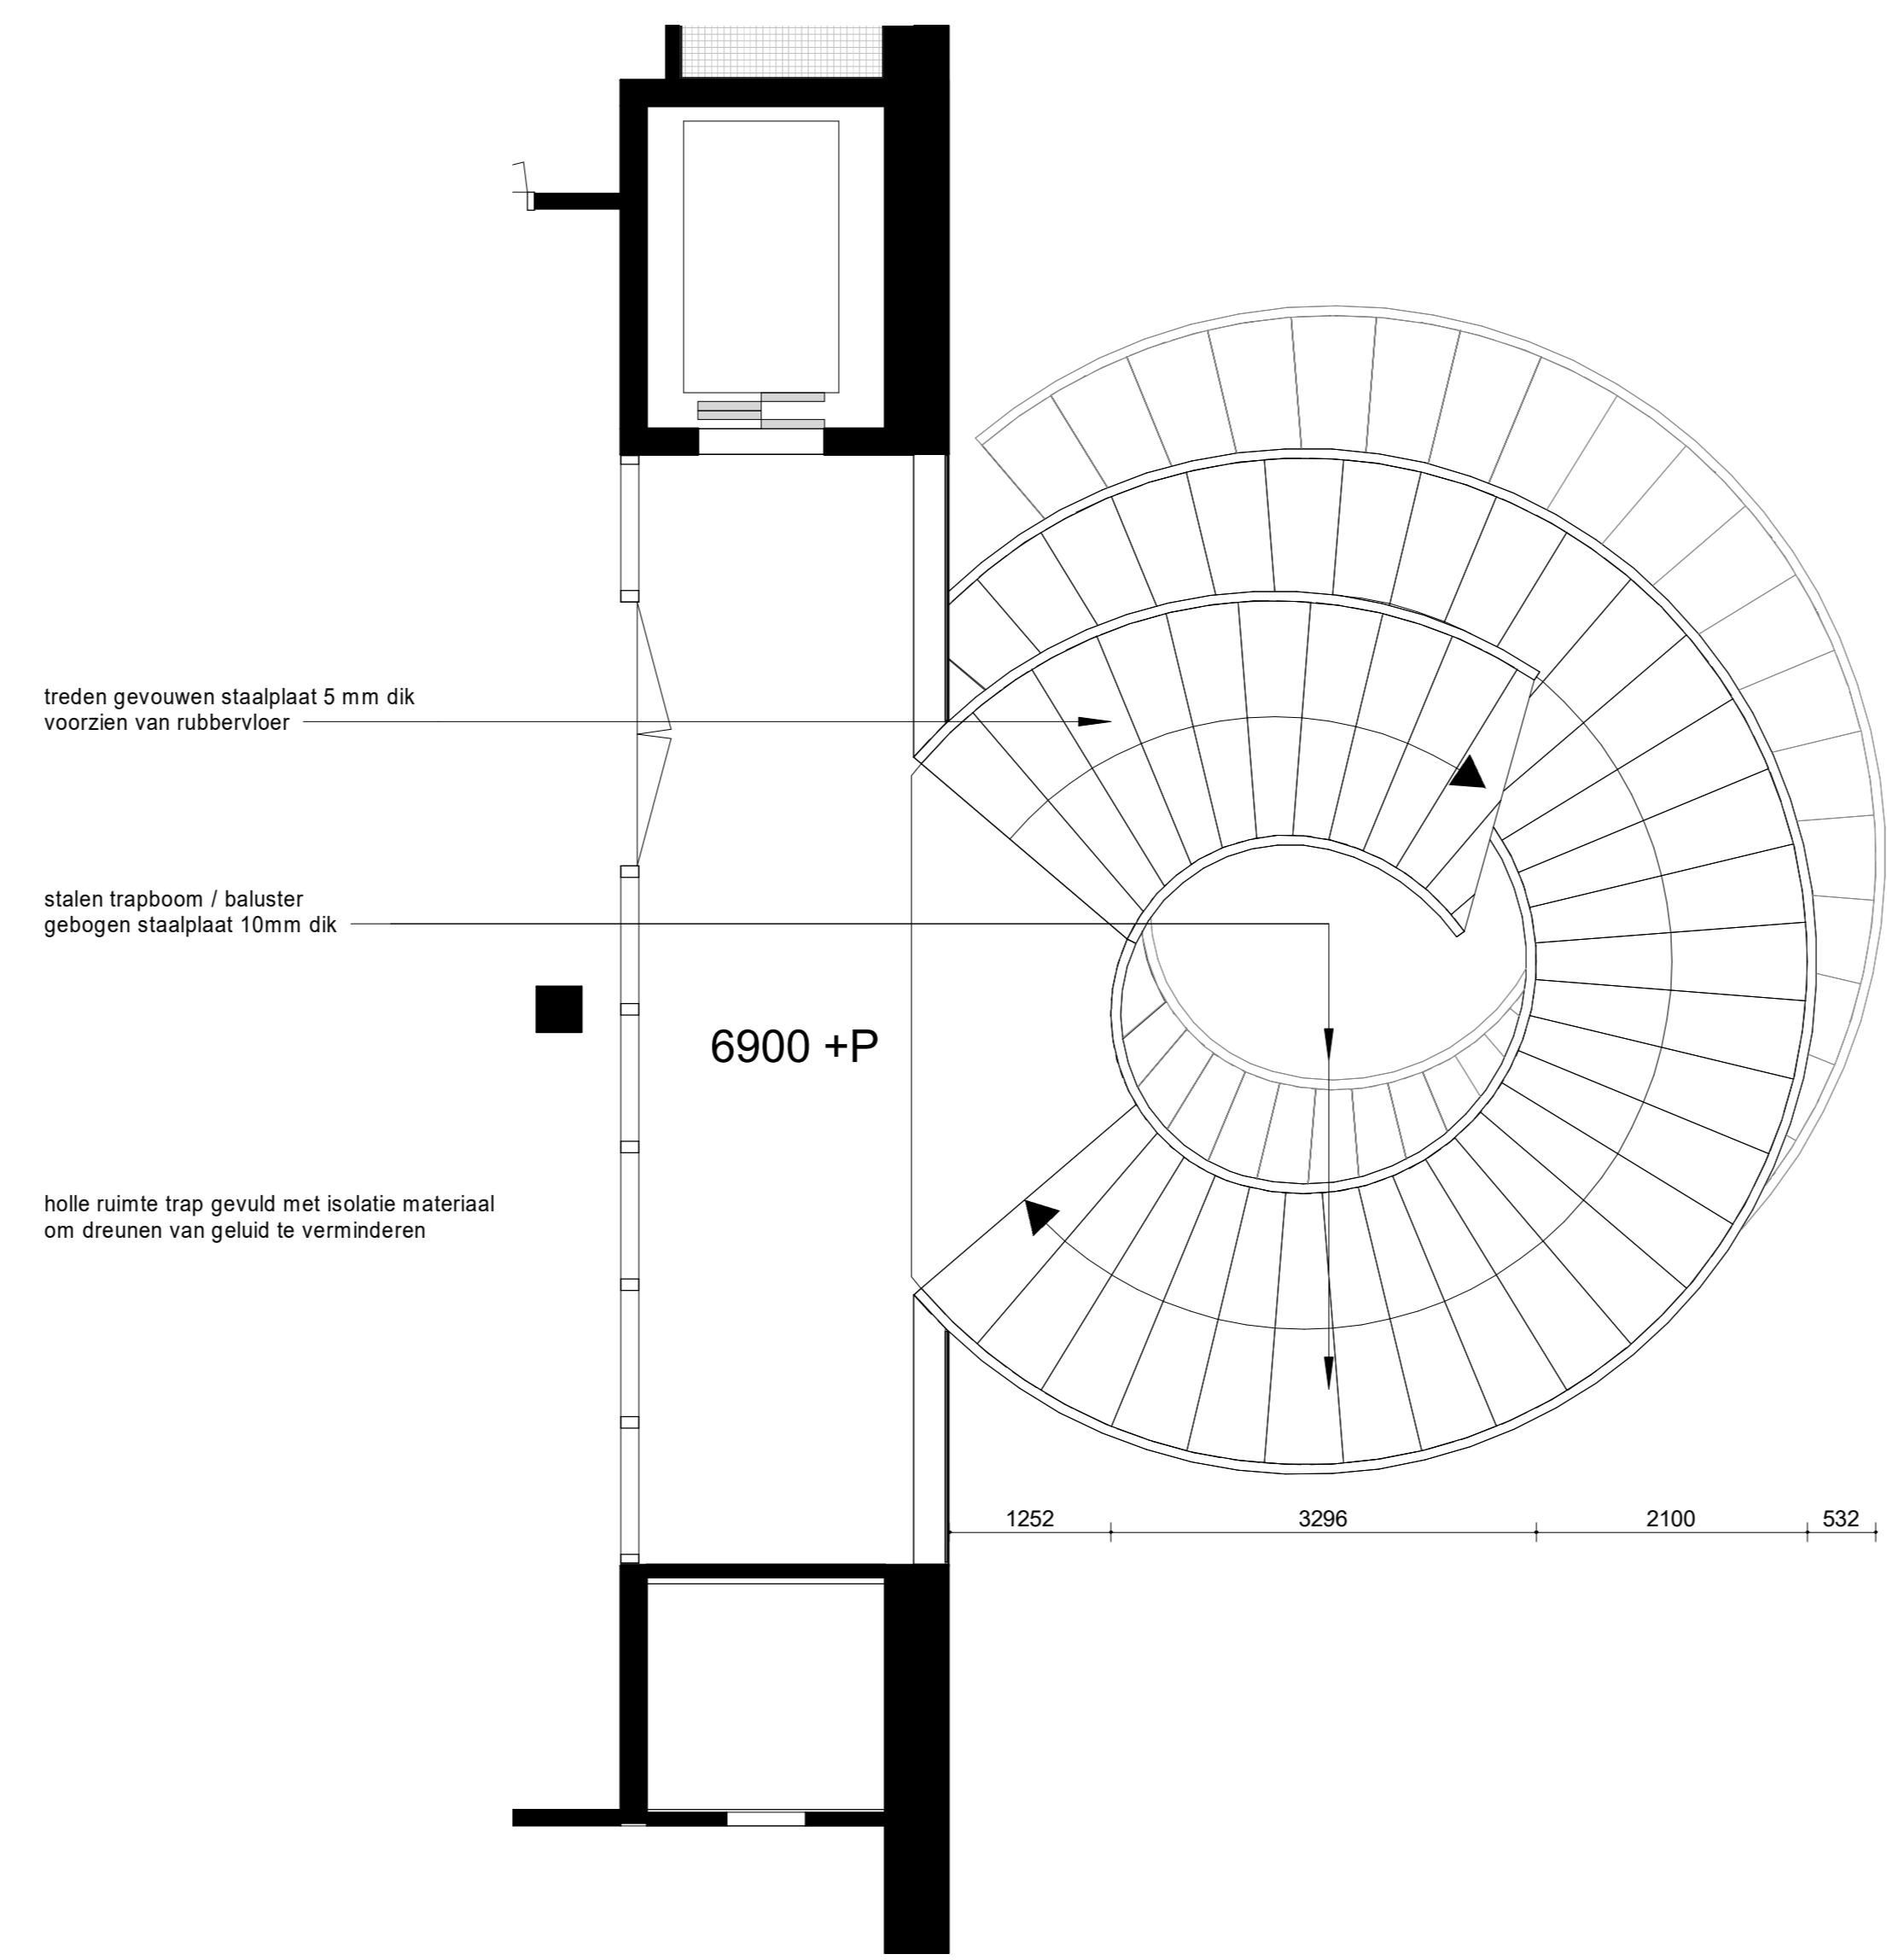 treden gevouwen staalplaat 5 mm dik
voorzien van rubbervloer
stalen trapboom / baluster
gebogen staalplaat 10mm dik
6900 +P
holle ruimte trap gevuld met isolatie materiaal
om dreunen van geluid te verminderen
1252 3296 2100 532